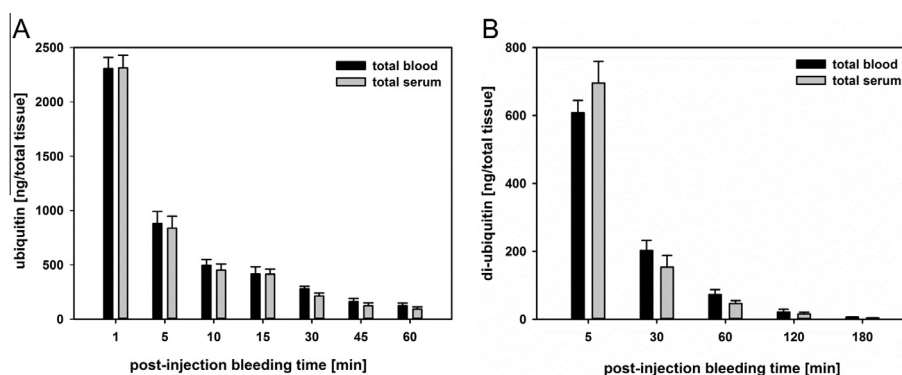 A
ubiquitin [ng/total tissue]
2500
2000
1500
1000
500
0
total blood
total serum
1 5 10 15 30 45 60
post-injection bleeding time [min]
B
di-ubiquitin [ng/total tissue]
800
600
400
200
0
total blood
total serum
5 30 60 120 180
post-injection bleeding time [min]